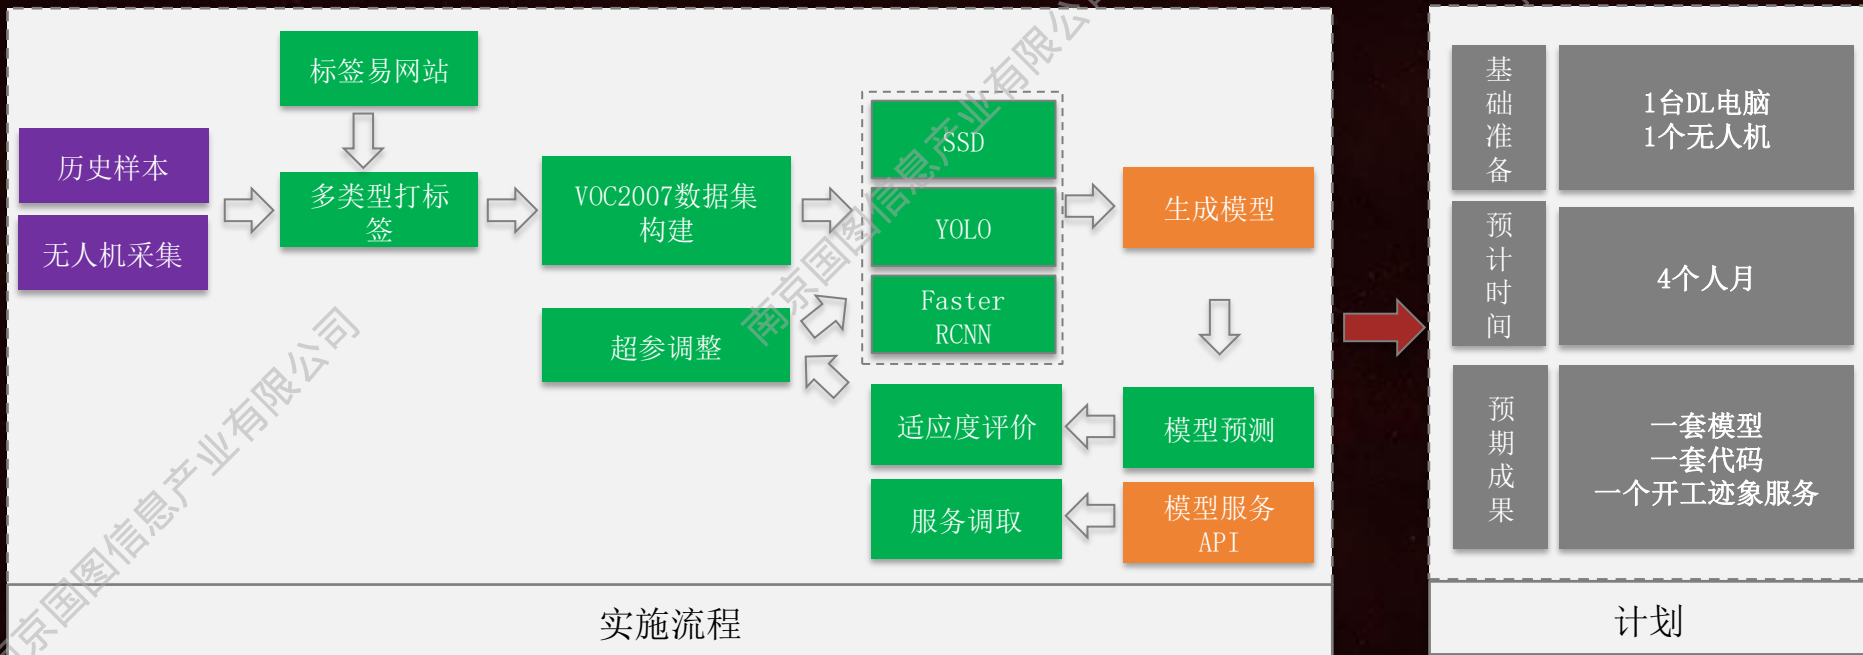 标签易网站
历史样本
无人机采集
多类型打标
签
VOC2007数据集
构建
SSD
YOLO
Faster
RCNN
生成模型
超参调整
适应度评价
模型预测
服务调取
模型服务
API
实施流程
基
础
准
备
1台DL电脑
1个无人机
预
计
时
间
4个人月
预
期
成
果
一套模型
一套代码
一个开工迹象服务
计划
南京国图信息产业有限公司
南京国图信息产业有限公司